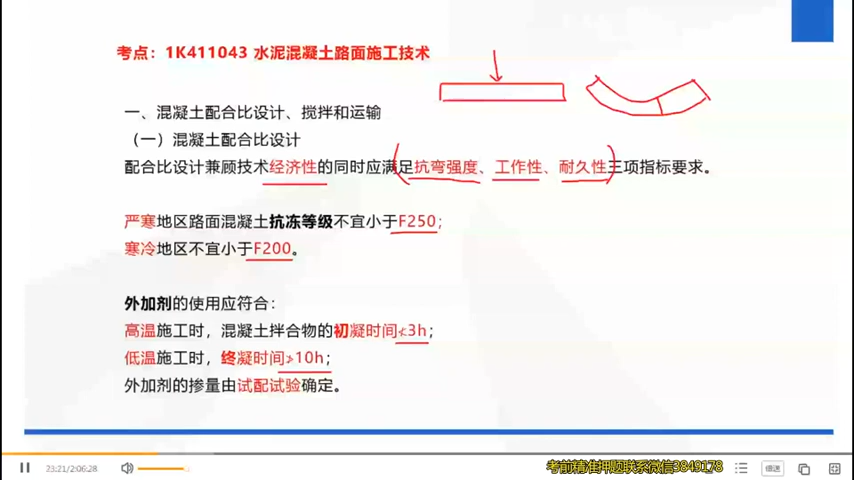 考点：1K411043 水泥混凝土路面施工技术
一、混凝土配合比设计、搅拌和运输
（一）混凝土配合比设计
配合比设计兼顾技术经济性的同时应满足抗弯强度、工作性、耐久性三项指标要求。
严寒地区路面混凝土抗冻等级不宜小于F250；
寒冷地区不宜小于F200。
外加剂的使用应符合：
高温施工时，混凝土拌合物的初凝时间≮3h；
低温施工时，终凝时间≯10h；
外加剂的掺量由试配试验确定。
23:21/2:06:28
考前精准押题联系微信3849178
倍速